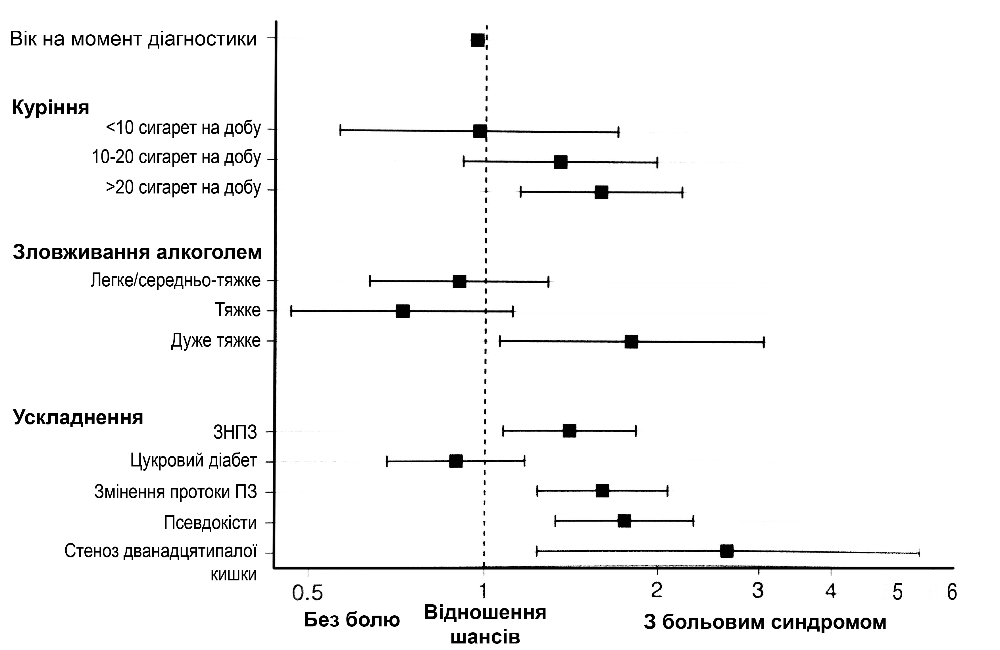 Вік на момент діагностики
Куріння
<10 сигарет на добу
10-20 сигарет на добу
>20 сигарет на добу
Зловживання алкоголем
Легке/середньо-тяжке
Тяжке
Дуже тяжке
Ускладнення
ЗНПЗ
Цукровий діабет
Змінення протоки ПЗ
Псевдокісти
Стеноз дванадцятипалої
кишки
0.5 1 2 3 4 5 6
Без болю
Відношення
шансів
З больовим синдромом